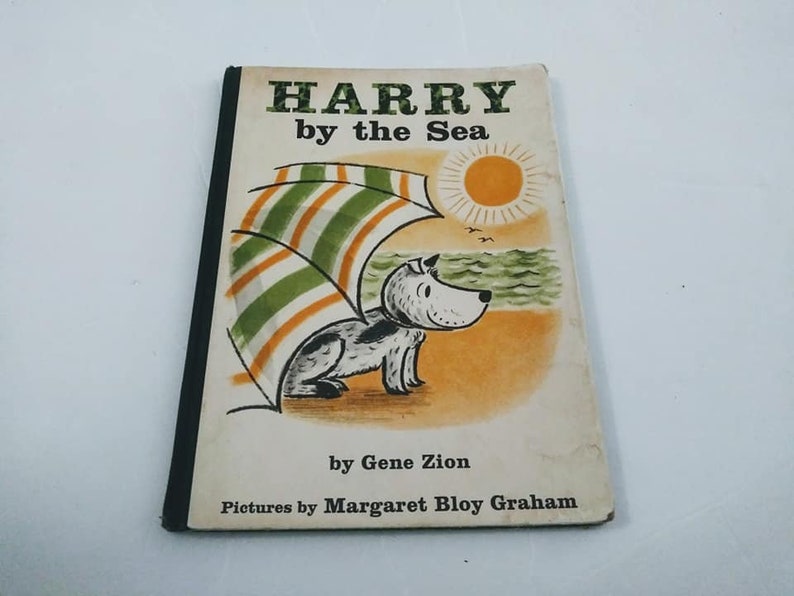 HARRY
by the Sea
by Gene Zion
Pictures by Margaret Bloy Graham